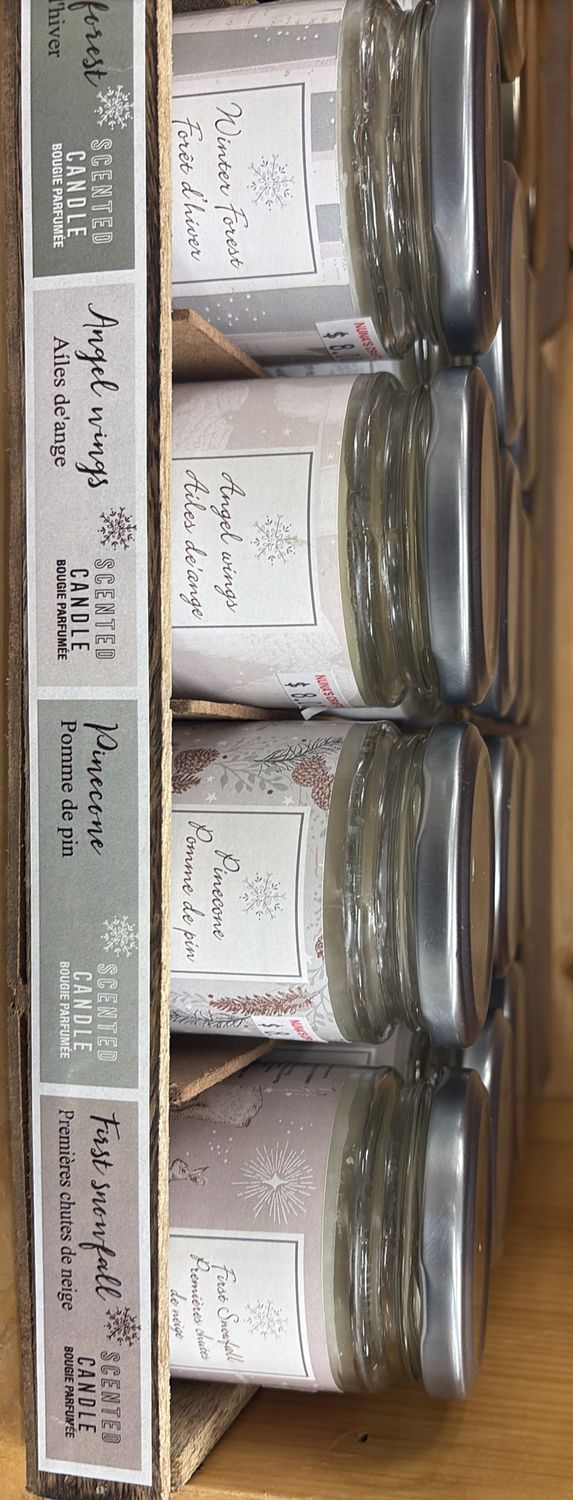 forest
SCENTED
CANDLE
BOUGIE PARFUMÉE
Angel wings
Ailes de'ange
SCENTED
CANDLE
BOUGIE PARFUMÉE
Pinecone
Pomme de pin
SCENTED
CANDLE
BOUGIE PARFUMÉE
First snowfall
Premières chutes de neige
SCENTED
CANDLE
BOUGIE PARFUMÉE
Winter Forest
Forêt d'hiver
Angel wings
Ailes de'ange
Pinecone
Pomme de pin
First Snowfall
Premières chutes
de neige